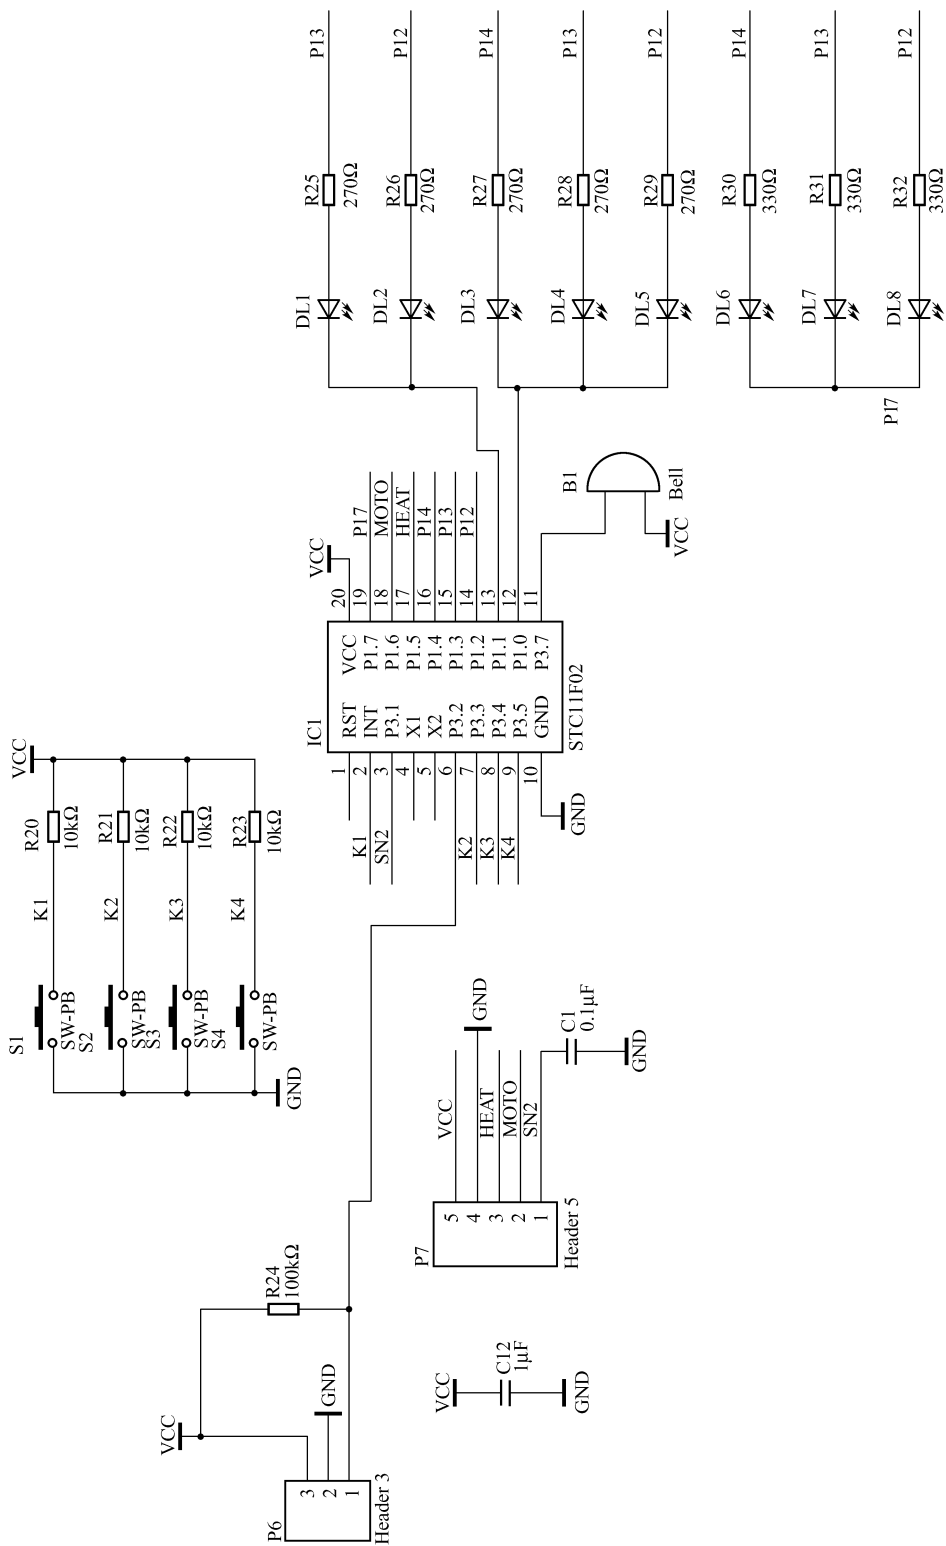 P6
3
2
1
Header 3
VCC
GND
R24
100kΩ
VCC
C12
1μF
GND
P7
5
4
3
2
1
Header 5
VCC
GND
HEAT
MOTO
SN2
C1
0.1μF
GND
S1
SW-PB
S2
SW-PB
S3
SW-PB
S4
SW-PB
GND
K1
K2
K3
K4
R20
10kΩ
R21
10kΩ
R22
10kΩ
R23
10kΩ
VCC
K1
SN2
K2
K3
K4
GND
1
2
3
4
5
6
7
8
9
10
IC1
RST
INT
P3.1
X1
X2
P3.2
P3.3
P3.4
P3.5
GND
VCC
P1.7
P1.6
P1.5
P1.4
P1.3
P1.2
P1.1
P1.0
P3.7
STC11F02
20
19
18
17
16
15
14
13
12
11
VCC
P17
MOTO
HEAT
P14
P13
P12
B1
Bell
VCC
DL1
R25
270Ω
P13
DL2
R26
270Ω
P12
DL3
R27
270Ω
P14
DL4
R28
270Ω
P13
DL5
R29
270Ω
P12
DL6
R30
330Ω
P14
DL7
R31
330Ω
P13
DL8
R32
330Ω
P12
P17